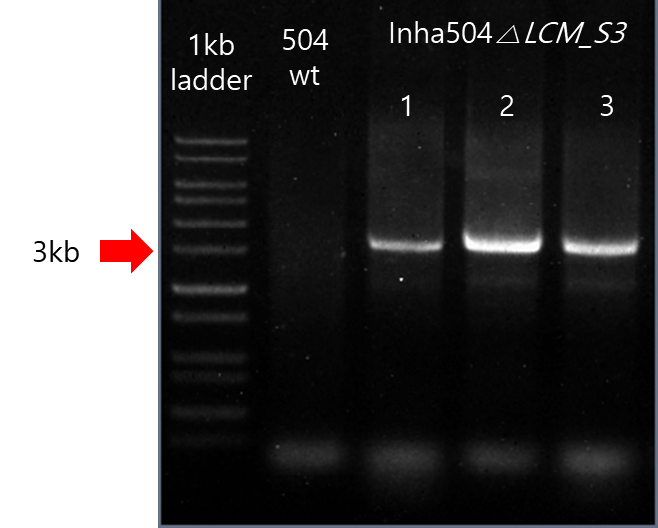 1kb
ladder
504
wt
Inha504△LCM_S3
1
2
3
3kb